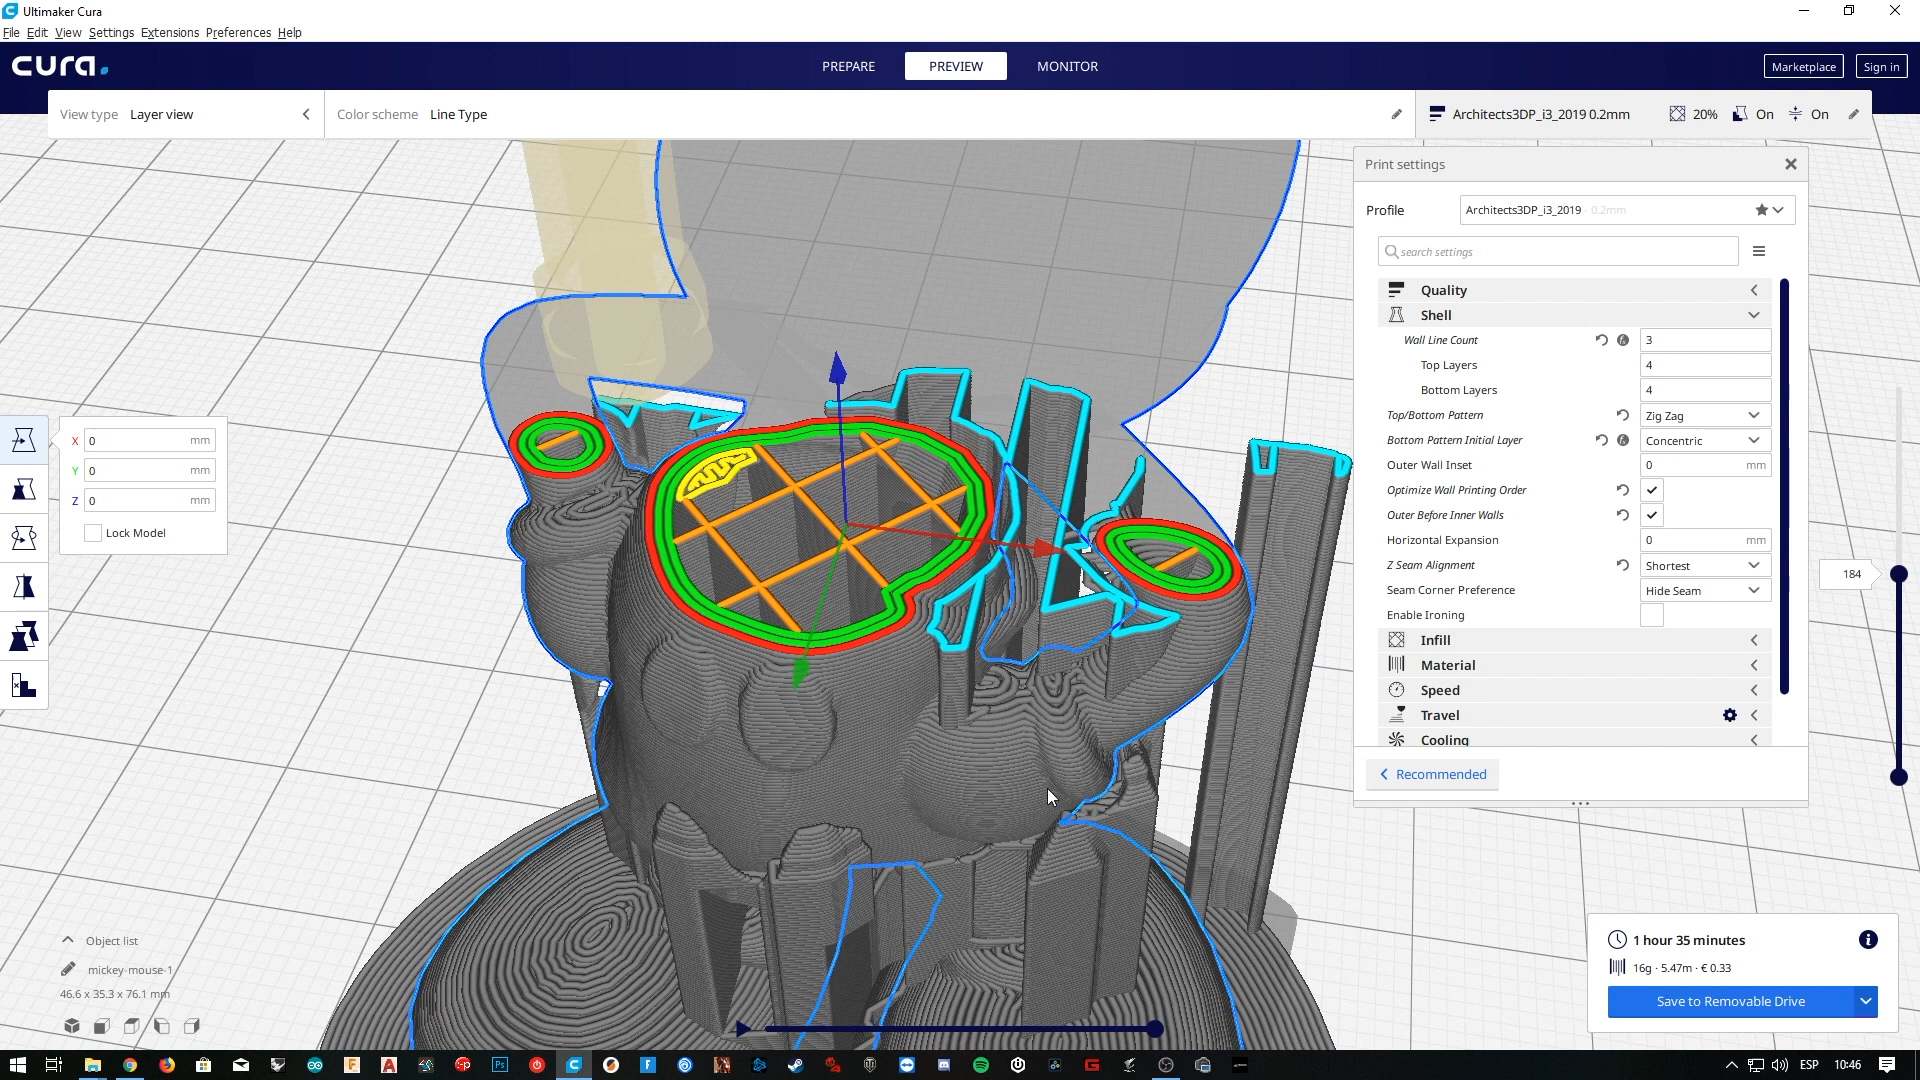 Ultimaker Cura
File Edit View Settings Extensions Preferences Help
cura.
PREPARE PREVIEW MONITOR
Marketplace Sign in
View type Layer view
Color scheme Line Type
Architects3DP_i3_2019 0.2mm 20% On On
Print settings
Profile Architects3DP_i3_2019 - 0.2mm
search settings
Quality
Shell
Wall Line Count 3
Top Layers 4
Bottom Layers 4
Top/Bottom Pattern Zig Zag
Bottom Pattern Initial Layer Concentric
Outer Wall Inset 0 mm
Optimize Wall Printing Order
Outer Before Inner Walls
Horizontal Expansion 0 mm
Z Seam Alignment Shortest
Seam Corner Preference Hide Seam
Enable Ironing
Infill
Material
Speed
Travel
Cooling
Recommended
X 0 mm
Y 0 mm
Z 0 mm
Lock Model
184
Object list
mickey-mouse-1
46.6 x 35.3 x 76.1 mm
1 hour 35 minutes
16g · 5.47m · € 0.33
Save to Removable Drive
ESP 10:46